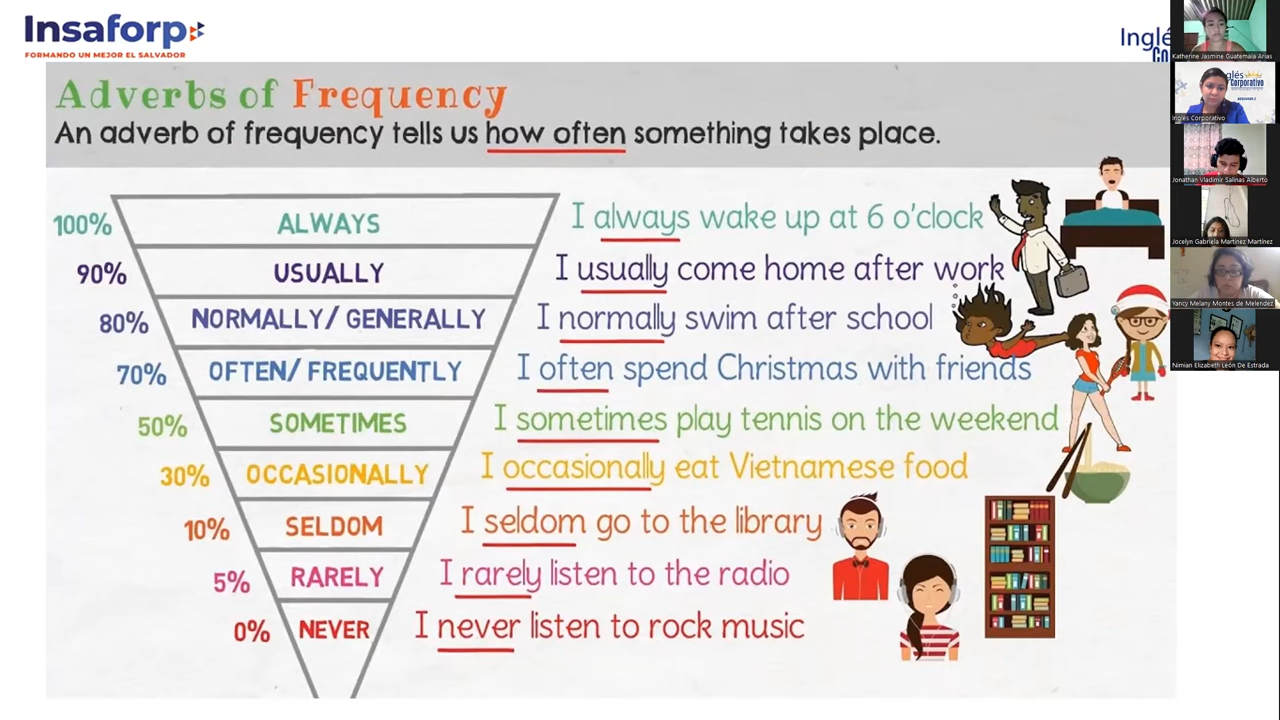 Insaforp
FORMANDO UN MEJOR EL SALVADOR
Adverbs of Frequency
An adverb of frequency tells us how often something takes place.
100% ALWAYS I always wake up at 6 o'clock
90% USUALLY I usually come home after work
80% NORMALLY/ GENERALLY I normally swim after school
70% OFTEN/ FREQUENTLY I often spend Christmas with friends
50% SOMETIMES I sometimes play tennis on the weekend
30% OCCASIONALLY I occasionally eat Vietnamese food
10% SELDOM I seldom go to the library
5% RARELY I rarely listen to the radio
0% NEVER I never listen to rock music
Inglé
CO
Katherine Jasmine Guatemala Arias
glés
Corporativo
BEGINNER 2
Inglés Corporativo
Jonathan Vladimir Salinas Alberto
Jocelyn Gabriela Martinez Martinez
Yancy Melany Montes de Melendez
Nimian Elizabeth León De Estrada